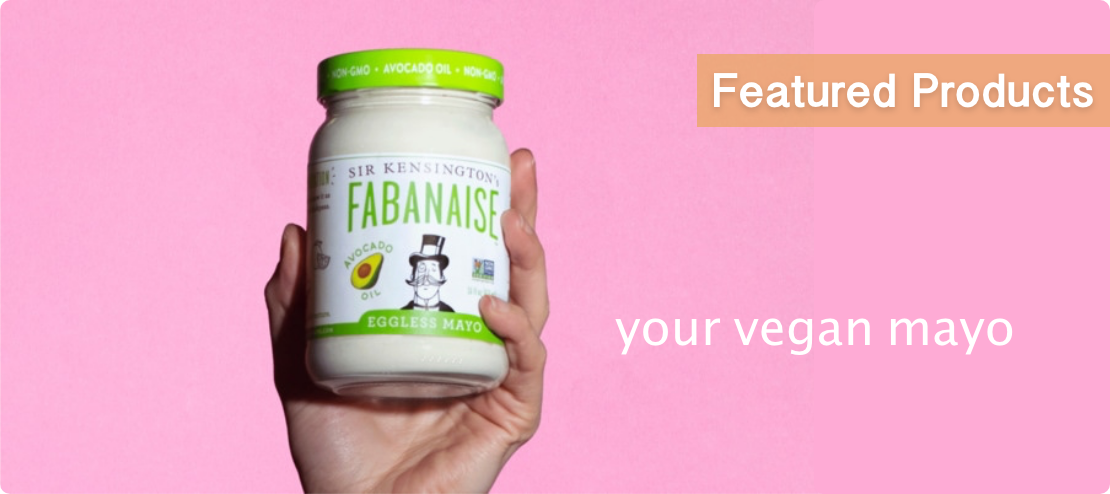 NON-GMO • AVOCADO OIL • NON-GMO
Featured Products
SIR KENSINGTON'S
FABANAISE
AVOCADO
OIL
EGGLESS MAYO
your vegan mayo